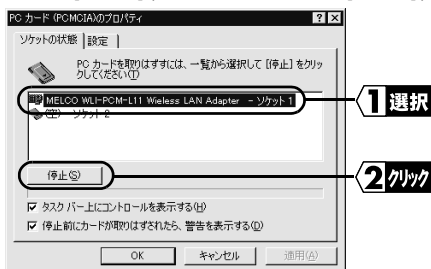 PC カード (PCMCIA)のプロパティ
ソケットの状態 設定
PC カードを取りはずすには、一覧から選択して [停止] をクリッ
クしてください(T)
MELCO WLI-PCM-L11 Wireless LAN Adapter - ソケット 1
1 選択
(空) - ソケット 2
停止(S)
2 クリック
タスク バー上にコントロールを表示する(H)
停止前にカードが取りはずされたら、警告を表示する(D)
OK キャンセル 適用(A)